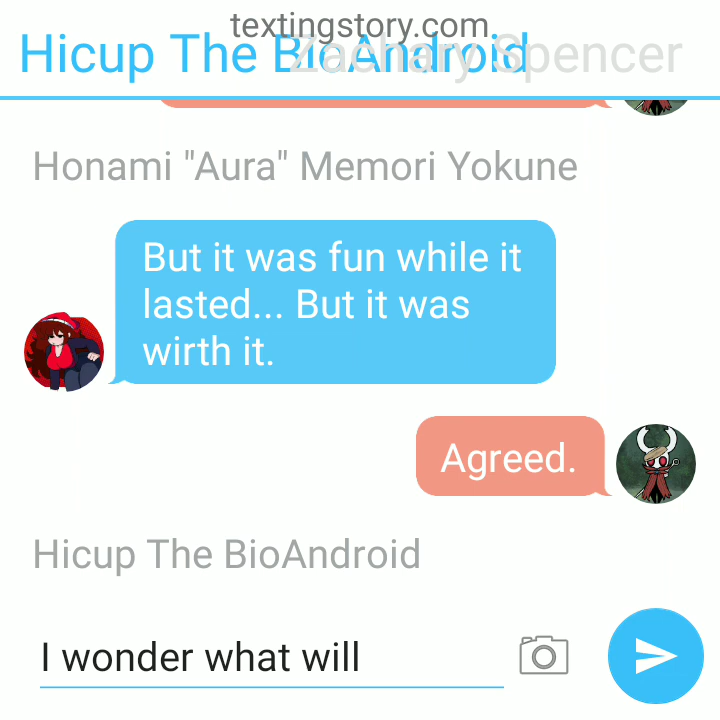 textingstory.com
Hicup The BioAndroid
Zachary Spencer
Honami "Aura" Memori Yokune
But it was fun while it
lasted... But it was
wirth it.
Agreed.
Hicup The BioAndroid
I wonder what will